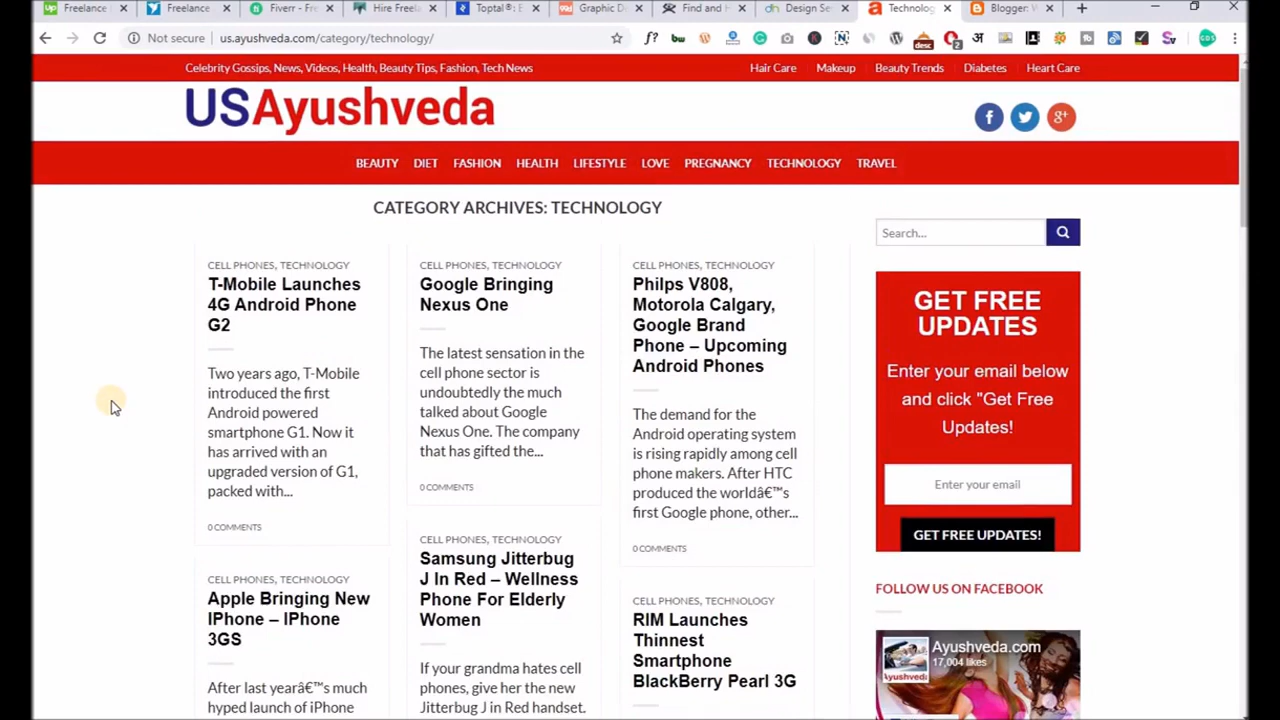 Freelance
Freelance
Fiverr - Fre
Hire Freela
Toptal®: E
Graphic D
Find and H
Design Se
Technolog
Blogger: W
Not secure us.ayushveda.com/category/technology/
Celebrity Gossips, News, Videos, Health, Beauty Tips, Fashion, Tech News
Hair Care Makeup Beauty Trends Diabetes Heart Care
USAyushveda
BEAUTY DIET FASHION HEALTH LIFESTYLE LOVE PREGNANCY TECHNOLOGY TRAVEL
CATEGORY ARCHIVES: TECHNOLOGY
CELL PHONES, TECHNOLOGY
T-Mobile Launches
4G Android Phone
G2
Two years ago, T-Mobile
introduced the first
Android powered
smartphone G1. Now it
has arrived with an
upgraded version of G1,
packed with...
0 COMMENTS
CELL PHONES, TECHNOLOGY
Apple Bringing New
IPhone – IPhone
3GS
After last yearâ€™s much
hyped launch of iPhone
CELL PHONES, TECHNOLOGY
Google Bringing
Nexus One
The latest sensation in the
cell phone sector is
undoubtedly the much
talked about Google
Nexus One. The company
that has gifted the...
0 COMMENTS
CELL PHONES, TECHNOLOGY
Samsung Jitterbug
J In Red – Wellness
Phone For Elderly
Women
If your grandma hates cell
phones, give her the new
Jitterbug J in Red handset.
CELL PHONES, TECHNOLOGY
Philps V808,
Motorola Calgary,
Google Brand
Phone – Upcoming
Android Phones
The demand for the
Android operating system
is rising rapidly among cell
phone makers. After HTC
produced the worldâ€™s
first Google phone, other...
0 COMMENTS
CELL PHONES, TECHNOLOGY
RIM Launches
Thinnest
Smartphone
BlackBerry Pearl 3G
Search...
GET FREE
UPDATES
Enter your email below
and click "Get Free
Updates!
Enter your email
GET FREE UPDATES!
FOLLOW US ON FACEBOOK
Ayushveda.com
17,004 likes
Ayushveda